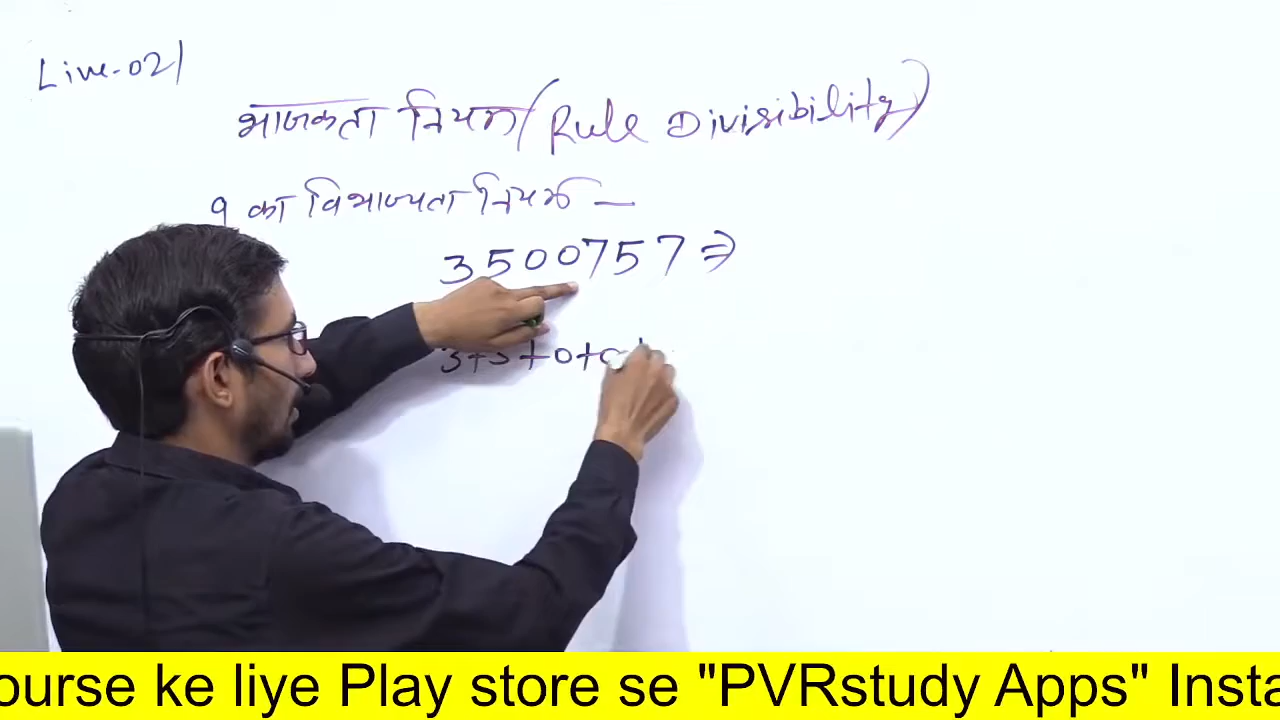 Live-02
भाजकता नियम (Rule Divisibility)
9 का विभाज्यता नियम –
3500757 ⇒
3+5+0+0+
ourse ke liye Play store se "PVRstudy Apps" Insta